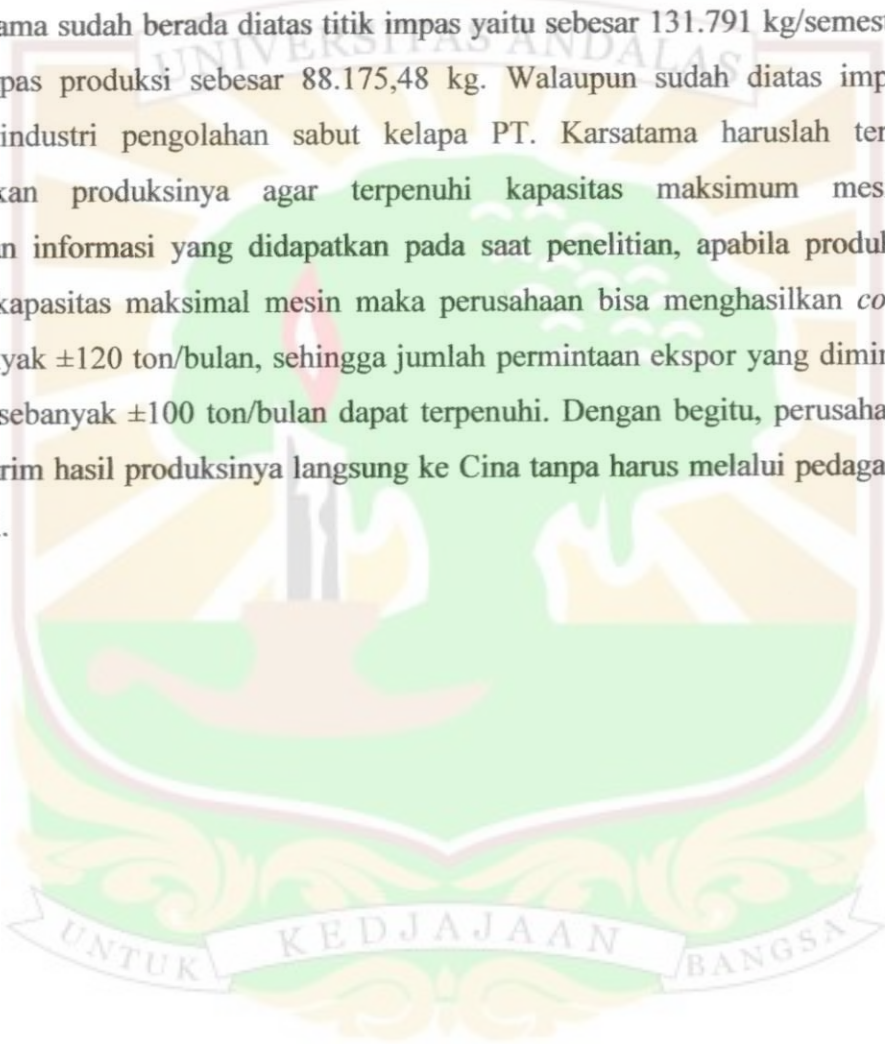 ama sudah berada diatas titik impas yaitu sebesar 131.791 kg/semest
UNIVERSITAS ANDALAS
pas produksi sebesar 88.175,48 kg. Walaupun sudah diatas imp
industri pengolahan sabut kelapa PT. Karsatama haruslah ter
kan produksinya agar terpenuhi kapasitas maksimum mes
n informasi yang didapatkan pada saat penelitian, apabila produl
kapasitas maksimal mesin maka perusahaan bisa menghasilkan co
yak ±120 ton/bulan, sehingga jumlah permintaan ekspor yang dimin
sebanyak ±100 ton/bulan dapat terpenuhi. Dengan begitu, perusaha
rim hasil produksinya langsung ke Cina tanpa harus melalui pedaga
.
UNTUK KEDJAJAAN BANGSA